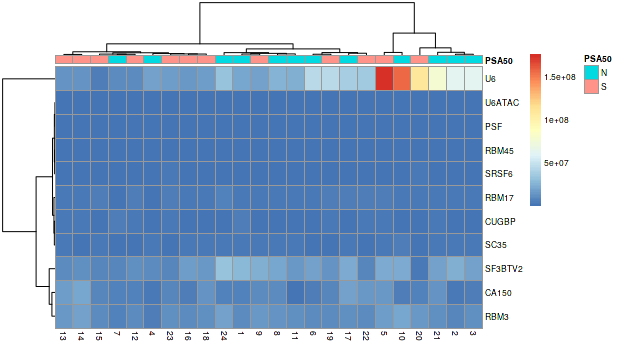 PSA50
PSA50
U6
N
1.5e+08
S
U6ATAC
1e+08
PSF
RBM45
5e+07
SRSF6
RBM17
CUGBP
SC35
SF3BTV2
CA150
RBM3
13 14 15 7 12 4 23 16 18 24 1 9 8 11 6 19 17 22 5 10 20 21 2 3